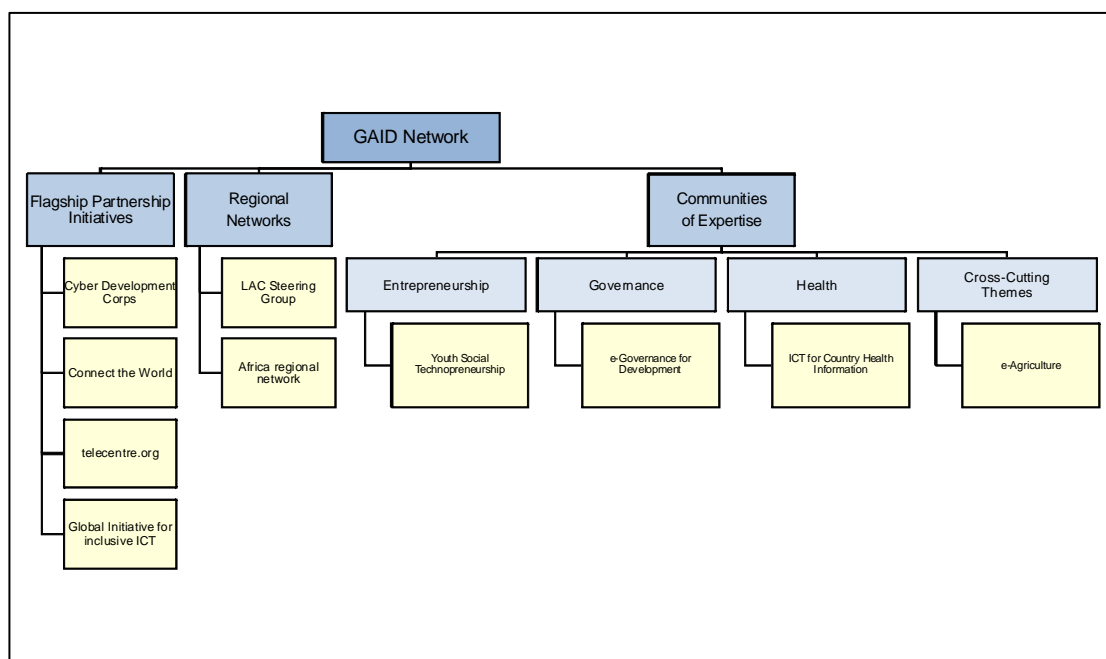 GAID Network
Flagship Partnership
Initiatives
Regional
Networks
Communities
of Expertise
Cyber Development
Corps
Connect the World
telecentre.org
Global Initiative for
inclusive ICT
LAC Steering
Group
Africa regional
network
Entrepreneurship
Governance
Health
Cross-Cutting
Themes
Youth Social
Technopreneurship
e-Governance for
Development
ICT for Country Health
Information
e-Agriculture